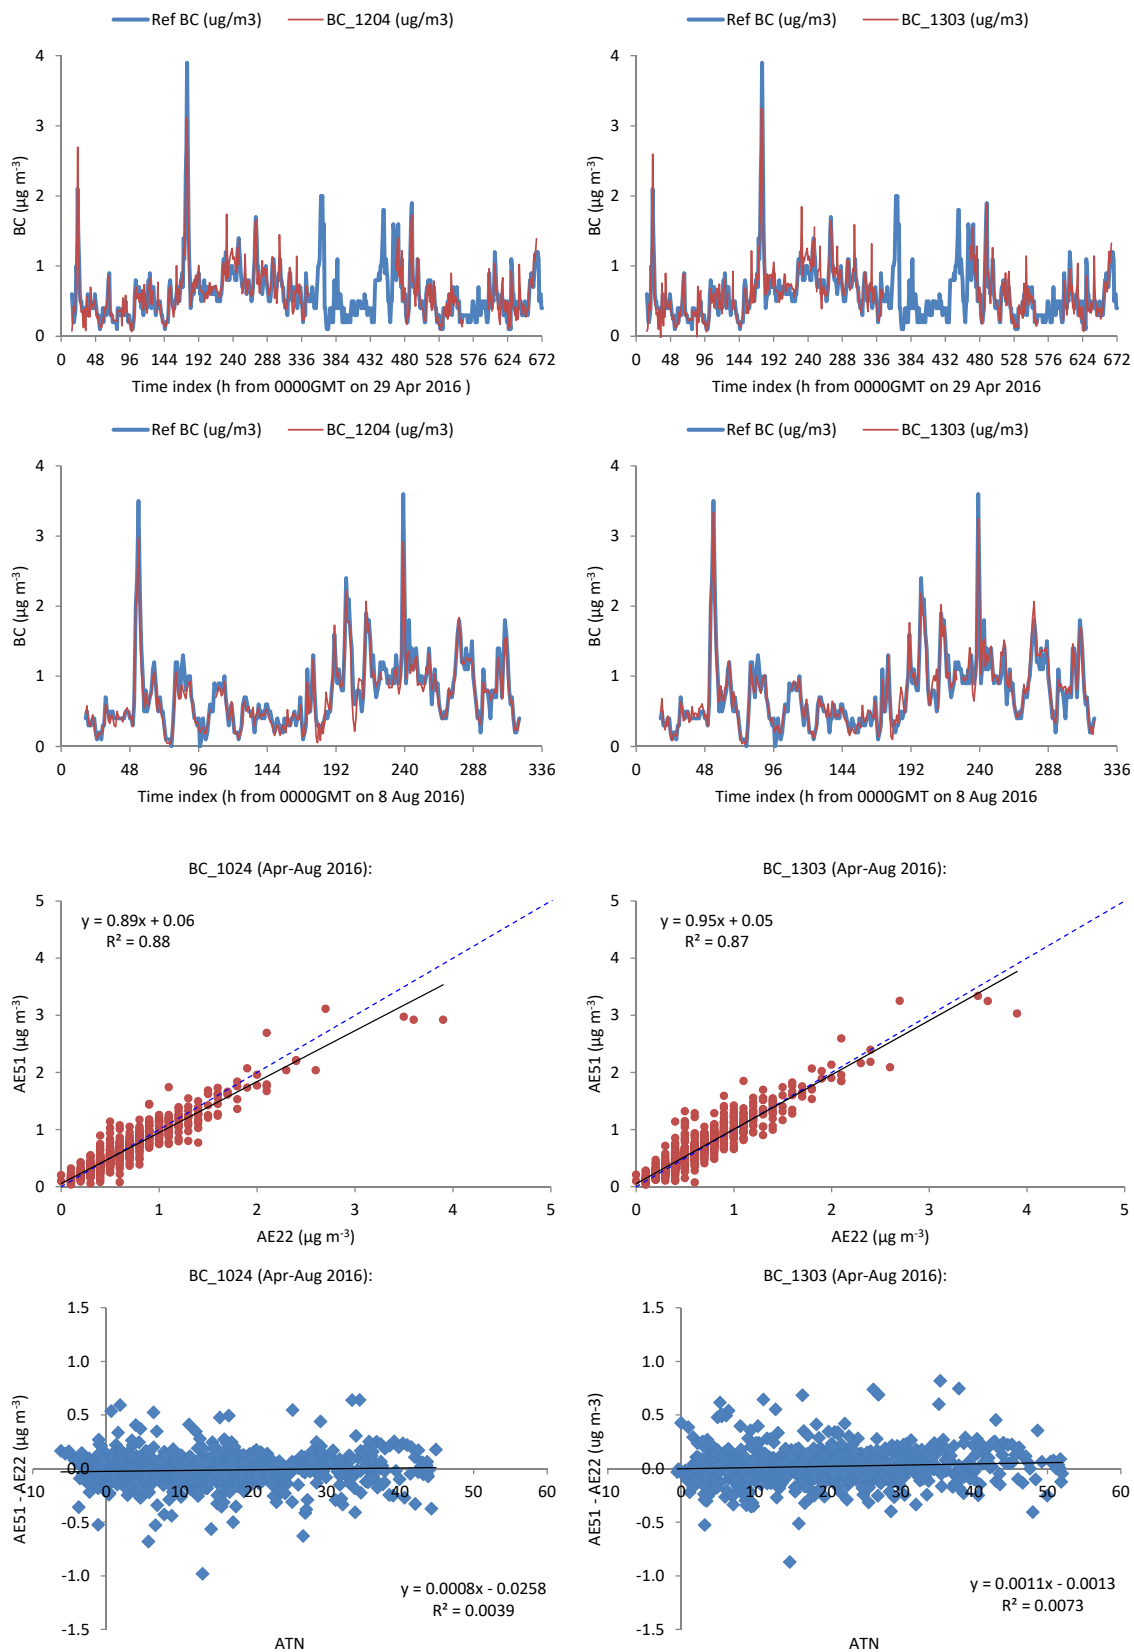 Ref BC (ug/m3) BC_1204 (ug/m3)
4
3
2
1
0
BC (µg m-3)
0 48 96 144 192 240 288 336 384 432 480 528 576 624 672
Time index (h from 0000GMT on 29 Apr 2016 )
Ref BC (ug/m3) BC_1303 (ug/m3)
4
3
2
1
0
BC (µg m-3)
0 48 96 144 192 240 288 336 384 432 480 528 576 624 672
Time index (h from 0000GMT on 29 Apr 2016
Ref BC (ug/m3) BC_1204 (ug/m3)
4
3
2
1
0
BC (µg m-3)
0 48 96 144 192 240 288 336
Time index (h from 0000GMT on 8 Aug 2016)
Ref BC (ug/m3) BC_1303 (ug/m3)
4
3
2
1
0
BC (µg m-3)
0 48 96 144 192 240 288 336
Time index (h from 0000GMT on 8 Aug 2016
BC_1024 (Apr-Aug 2016):
y = 0.89x + 0.06
R² = 0.88
5
4
3
2
1
0
AE51 (µg m-3)
0 1 2 3 4 5
AE22 (µg m-3)
BC_1303 (Apr-Aug 2016):
y = 0.95x + 0.05
R² = 0.87
5
4
3
2
1
0
AE51 (µg m-3)
0 1 2 3 4 5
AE22 (µg m-3)
BC_1024 (Apr-Aug 2016):
1.5
1.0
0.5
0.0
-0.5
-1.0
-1.5
AE51 - AE22 (µg m-3)
-10 0 10 20 30 40 50 60
y = 0.0008x - 0.0258
R² = 0.0039
ATN
BC_1303 (Apr-Aug 2016):
1.5
1.0
0.5
0.0
-0.5
-1.0
-1.5
AE51 - AE22 (ug m-3)
-10 0 10 20 30 40 50 60
y = 0.0011x - 0.0013
R² = 0.0073
ATN